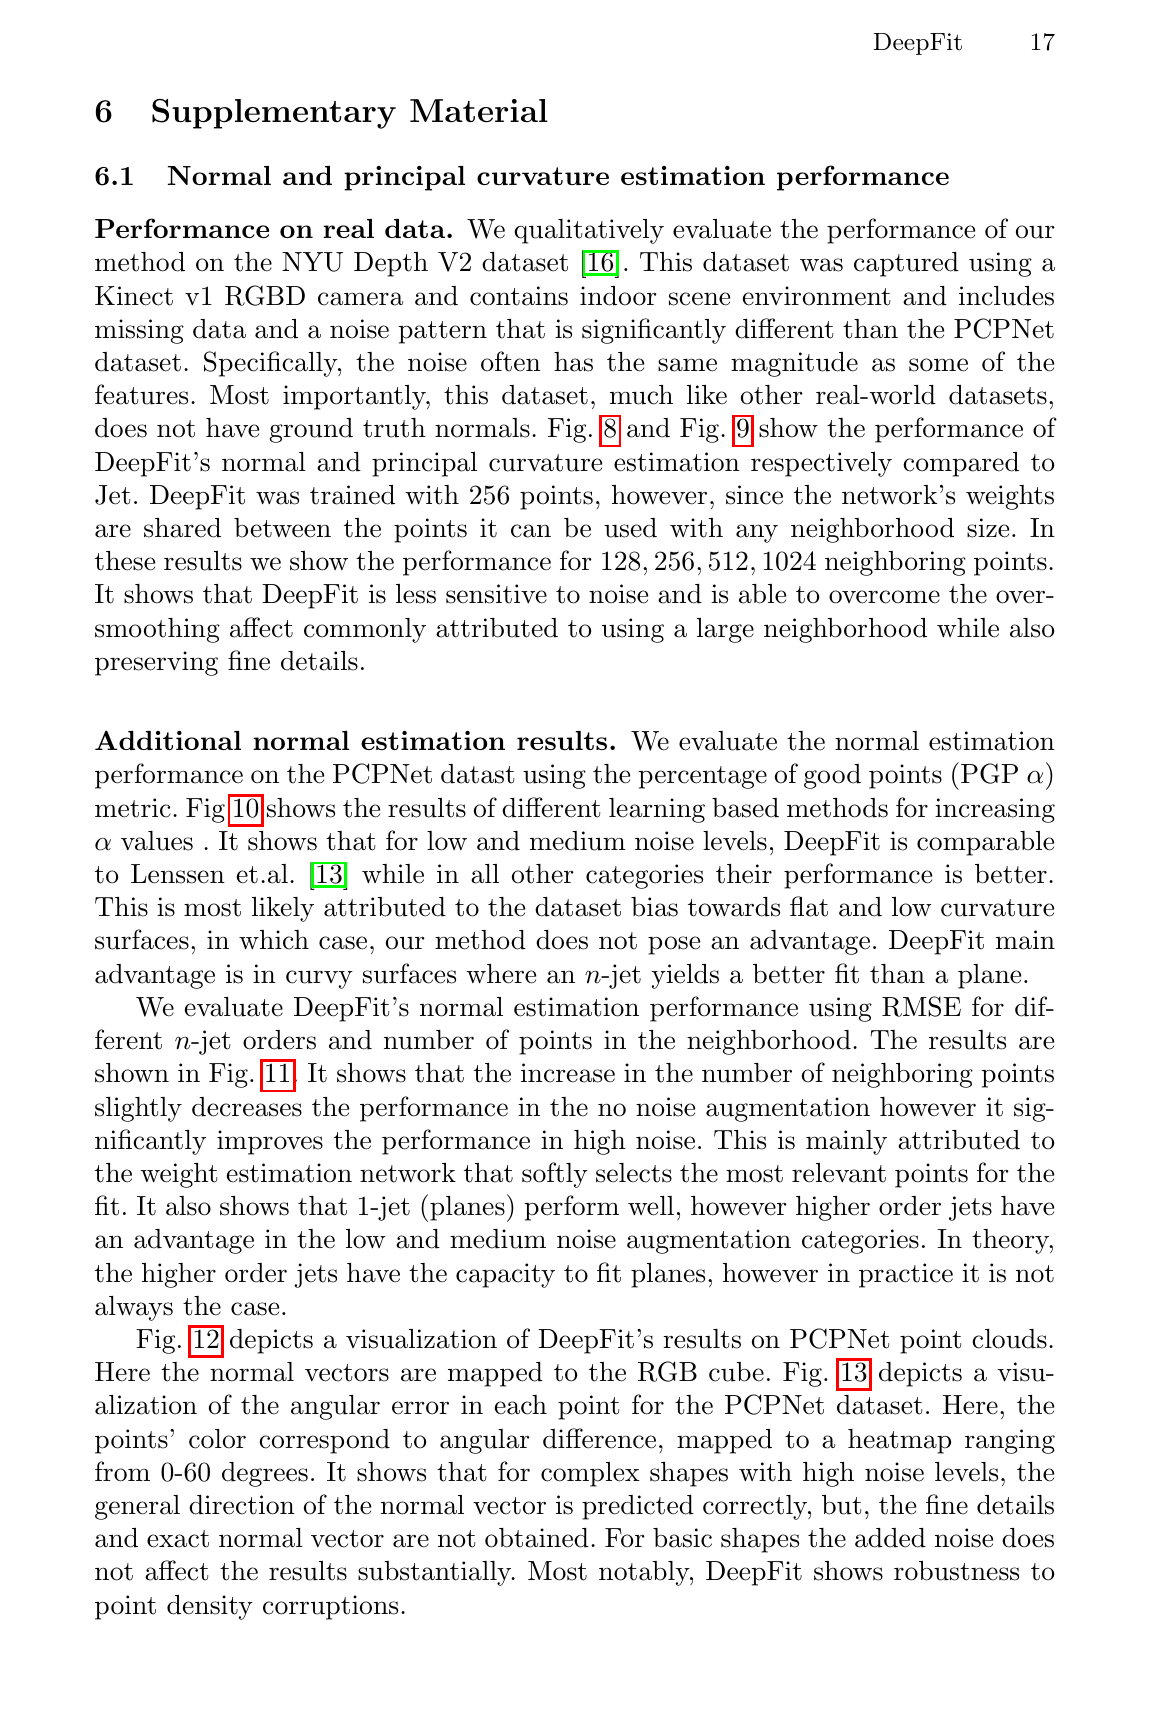 DeepFit 17
6 Supplementary Material
6.1 Normal and principal curvature estimation performance
Performance on real data. We qualitatively evaluate the performance of our
method on the NYU Depth V2 dataset [16]. This dataset was captured using a
Kinect v1 RGBD camera and contains indoor scene environment and includes
missing data and a noise pattern that is significantly different than the PCPNet
dataset. Specifically, the noise often has the same magnitude as some of the
features. Most importantly, this dataset, much like other real-world datasets,
does not have ground truth normals. Fig. 8 and Fig. 9 show the performance of
DeepFit's normal and principal curvature estimation respectively compared to
Jet. DeepFit was trained with 256 points, however, since the network's weights
are shared between the points it can be used with any neighborhood size. In
these results we show the performance for 128, 256, 512, 1024 neighboring points.
It shows that DeepFit is less sensitive to noise and is able to overcome the over-
smoothing affect commonly attributed to using a large neighborhood while also
preserving fine details.
Additional normal estimation results. We evaluate the normal estimation
performance on the PCPNet datast using the percentage of good points (PGP α)
metric. Fig 10 shows the results of different learning based methods for increasing
α values . It shows that for low and medium noise levels, DeepFit is comparable
to Lenssen et.al. [13] while in all other categories their performance is better.
This is most likely attributed to the dataset bias towards flat and low curvature
surfaces, in which case, our method does not pose an advantage. DeepFit main
advantage is in curvy surfaces where an n-jet yields a better fit than a plane.
We evaluate DeepFit's normal estimation performance using RMSE for dif-
ferent n-jet orders and number of points in the neighborhood. The results are
shown in Fig. 11. It shows that the increase in the number of neighboring points
slightly decreases the performance in the no noise augmentation however it sig-
nificantly improves the performance in high noise. This is mainly attributed to
the weight estimation network that softly selects the most relevant points for the
fit. It also shows that 1-jet (planes) perform well, however higher order jets have
an advantage in the low and medium noise augmentation categories. In theory,
the higher order jets have the capacity to fit planes, however in practice it is not
always the case.
Fig. 12 depicts a visualization of DeepFit's results on PCPNet point clouds.
Here the normal vectors are mapped to the RGB cube. Fig. 13 depicts a visu-
alization of the angular error in each point for the PCPNet dataset. Here, the
points' color correspond to angular difference, mapped to a heatmap ranging
from 0-60 degrees. It shows that for complex shapes with high noise levels, the
general direction of the normal vector is predicted correctly, but, the fine details
and exact normal vector are not obtained. For basic shapes the added noise does
not affect the results substantially. Most notably, DeepFit shows robustness to
point density corruptions.